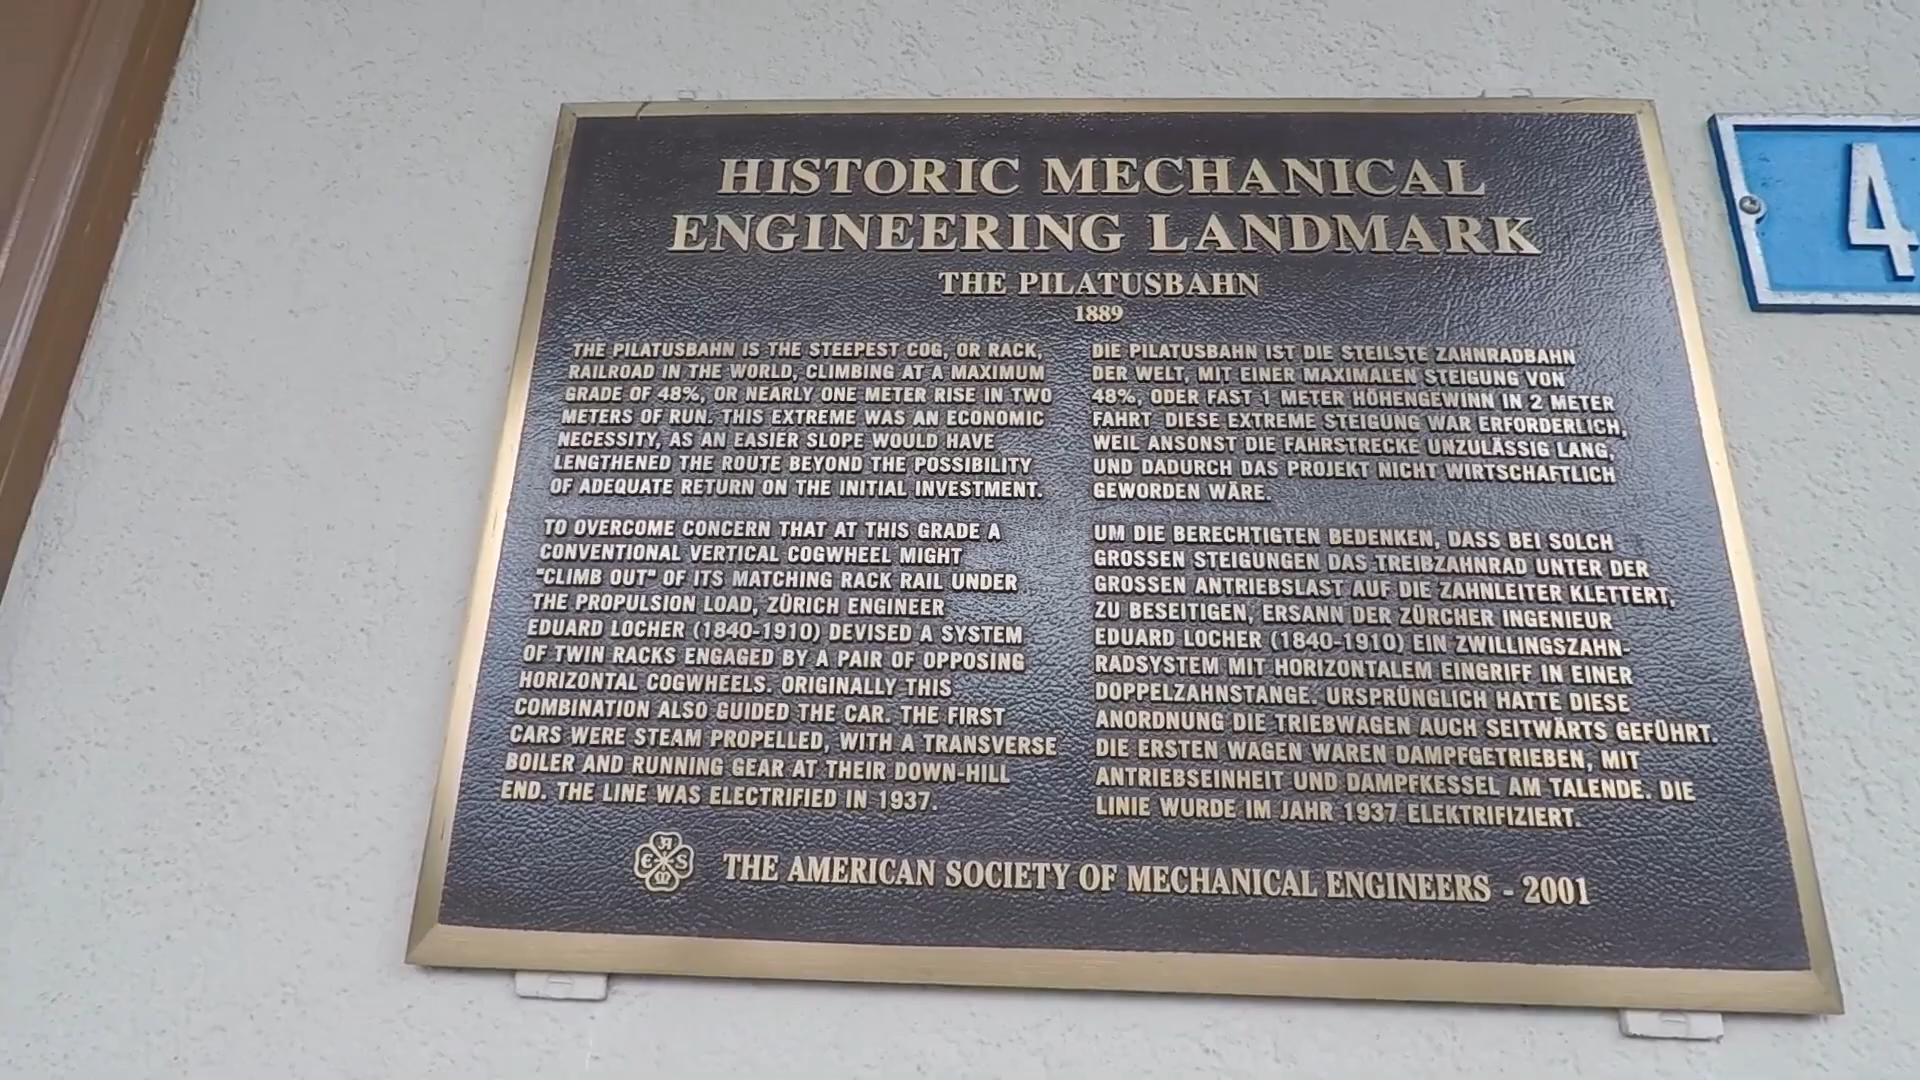 HISTORIC MECHANICAL
ENGINEERING LANDMARK
THE PILATUSBAHN
1889
THE PILATUSBAHN IS THE STEEPEST COG, OR RACK,
RAILROAD IN THE WORLD, CLIMBING AT A MAXIMUM
GRADE OF 48%, OR NEARLY ONE METER RISE IN TWO
METERS OF RUN. THIS EXTREME WAS AN ECONOMIC
NECESSITY, AS AN EASIER SLOPE WOULD HAVE
LENGTHENED THE ROUTE BEYOND THE POSSIBILITY
OF ADEQUATE RETURN ON THE INITIAL INVESTMENT.
TO OVERCOME CONCERN THAT AT THIS GRADE A
CONVENTIONAL VERTICAL COGWHEEL MIGHT
"CLIMB OUT" OF ITS MATCHING RACK RAIL UNDER
THE PROPULSION LOAD, ZÜRICH ENGINEER
EDUARD LOCHER (1840-1910) DEVISED A SYSTEM
OF TWIN RACKS ENGAGED BY A PAIR OF OPPOSING
HORIZONTAL COGWHEELS. ORIGINALLY THIS
COMBINATION ALSO GUIDED THE CAR. THE FIRST
CARS WERE STEAM PROPELLED, WITH A TRANSVERSE
BOILER AND RUNNING GEAR AT THEIR DOWN-HILL
END. THE LINE WAS ELECTRIFIED IN 1937.
DIE PILATUSBAHN IST DIE STEILSTE ZAHNRADBAHN
DER WELT, MIT EINER MAXIMALEN STEIGUNG VON
48%, ODER FAST 1 METER HÖHENGEWINN IN 2 METER
FAHRT DIESE EXTREME STEIGUNG WAR ERFORDERLICH,
WEIL ANSONST DIE FAHRSTRECKE UNZULÄSSIG LANG,
UND DADURCH DAS PROJEKT NICHT WIRTSCHAFTLICH
GEWORDEN WÄRE.
UM DIE BERECHTIGTEN BEDENKEN, DASS BEI SOLCH
GROSSEN STEIGUNGEN DAS TREIBZAHNRAD UNTER DER
GROSSEN ANTRIEBSLAST AUF DIE ZAHNLEITER KLETTERT,
ZU BESEITIGEN, ERSANN DER ZÜRCHER INGENIEUR
EDUARD LOCHER (1840-1910) EIN ZWILLINGSZAHN-
RADSYSTEM MIT HORIZONTALEM EINGRIFF IN EINER
DOPPELZAHNSTANGE. URSPRÜNGLICH HATTE DIESE
ANORDNUNG DIE TRIEBWAGEN AUCH SEITWÄRTS GEFÜHRT.
DIE ERSTEN WAGEN WAREN DAMPFGETRIEBEN, MIT
ANTRIEBSEINHEIT UND DAMPFKESSEL AM TALENDE. DIE
LINIE WURDE IM JAHR 1937 ELEKTRIFIZIERT.
A
E S
M
THE AMERICAN SOCIETY OF MECHANICAL ENGINEERS - 2001
4